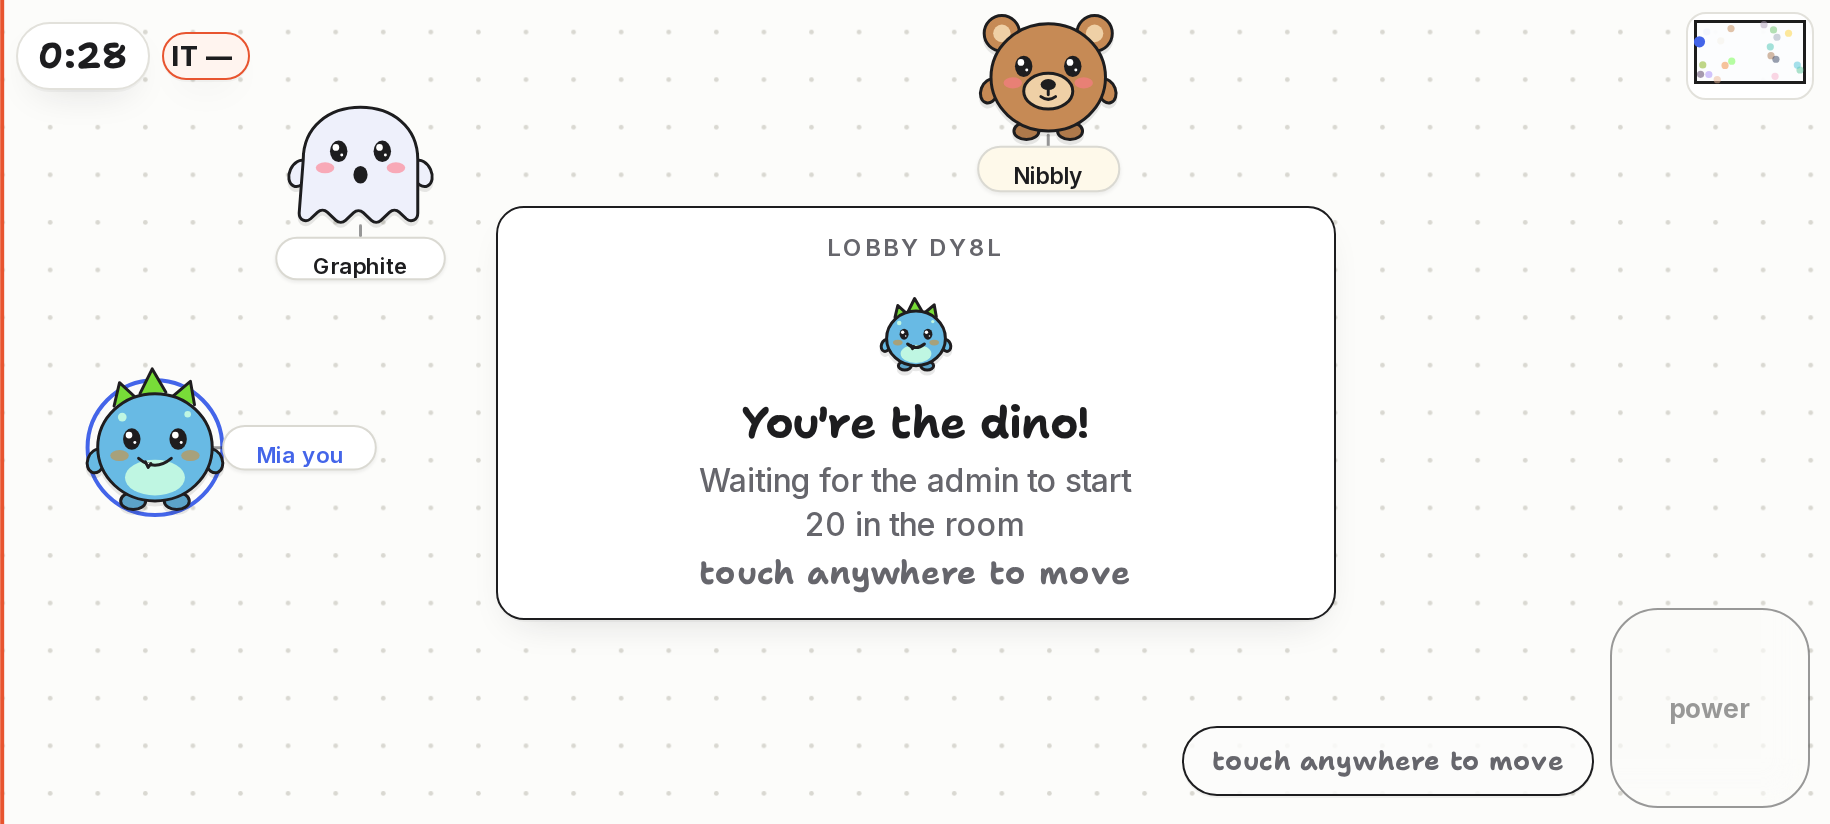 0:28
IT —
Nibbly
Graphite
LOBBY DY8L
You're the dino!
Mia you
Waiting for the admin to start
20 in the room
touch anywhere to move
power
touch anywhere to move